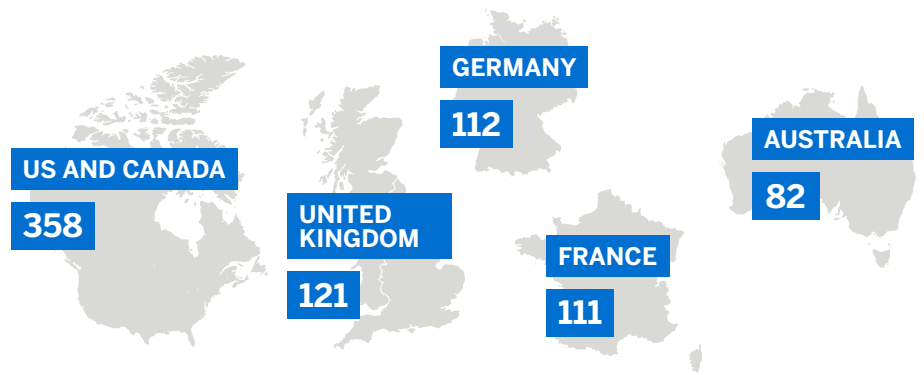 US AND CANADA
358
UNITED
KINGDOM
121
GERMANY
112
FRANCE
111
AUSTRALIA
82